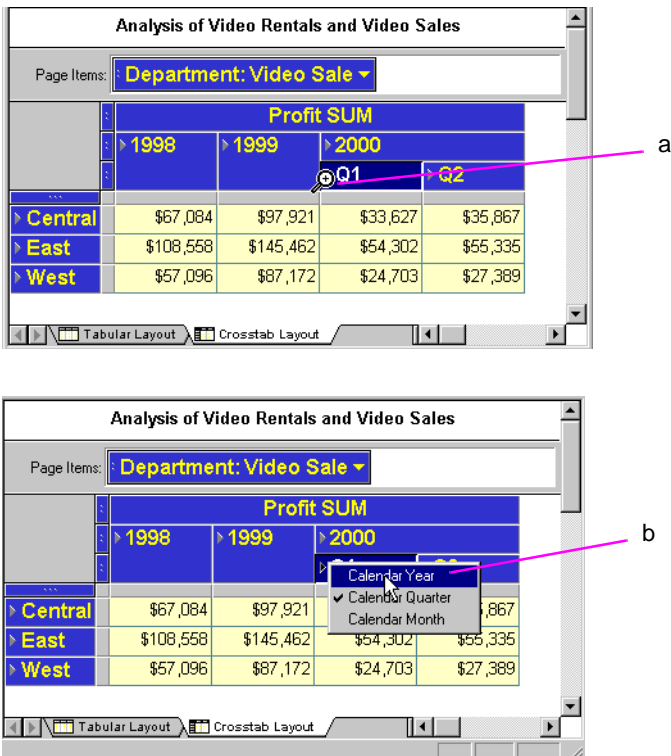 Analysis of Video Rentals and Video Sales
Page Items: Department: Video Sale
Profit SUM
1998 1999 2000
a
Q1 Q2
Central $67,084 $97,921 $33,627 $35,867
East $108,558 $145,462 $54,302 $55,335
West $57,096 $87,172 $24,703 $27,389
Tabular Layout Crosstab Layout
Analysis of Video Rentals and Video Sales
Page Items: Department: Video Sale
Profit SUM
1998 1999 2000
b
Calendar Year
Calendar Quarter
Calendar Month
Central $67,084 $97,921 5,867
East $108,558 $145,462 $54,302 $55,335
West $57,096 $87,172 $24,703 $27,389
Tabular Layout Crosstab Layout